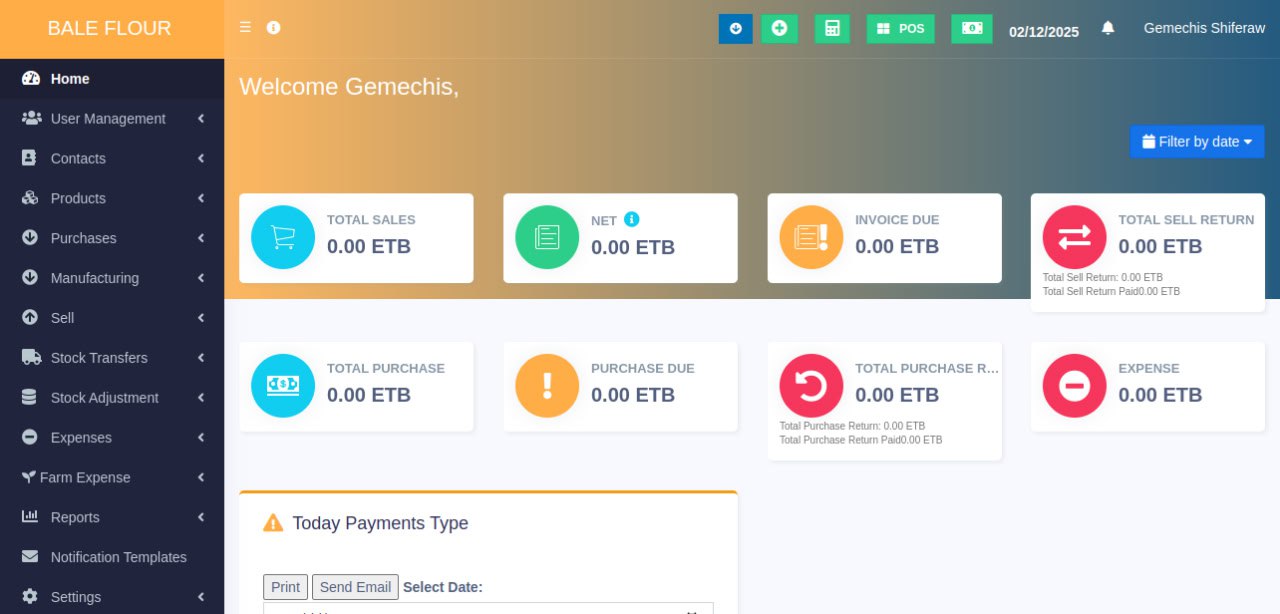 BALE FLOUR
POS
02/12/2025
Gemechis Shiferaw
Home
User Management
Contacts
Products
Purchases
Manufacturing
Sell
Stock Transfers
Stock Adjustment
Expenses
Farm Expense
Reports
Notification Templates
Settings
Welcome Gemechis,
Filter by date
TOTAL SALES
0.00 ETB
NET
0.00 ETB
INVOICE DUE
0.00 ETB
TOTAL SELL RETURN
0.00 ETB
Total Sell Return: 0.00 ETB
Total Sell Return Paid0.00 ETB
TOTAL PURCHASE
0.00 ETB
PURCHASE DUE
0.00 ETB
TOTAL PURCHASE R...
0.00 ETB
Total Purchase Return: 0.00 ETB
Total Purchase Return Paid0.00 ETB
EXPENSE
0.00 ETB
Today Payments Type
Print Send Email Select Date: